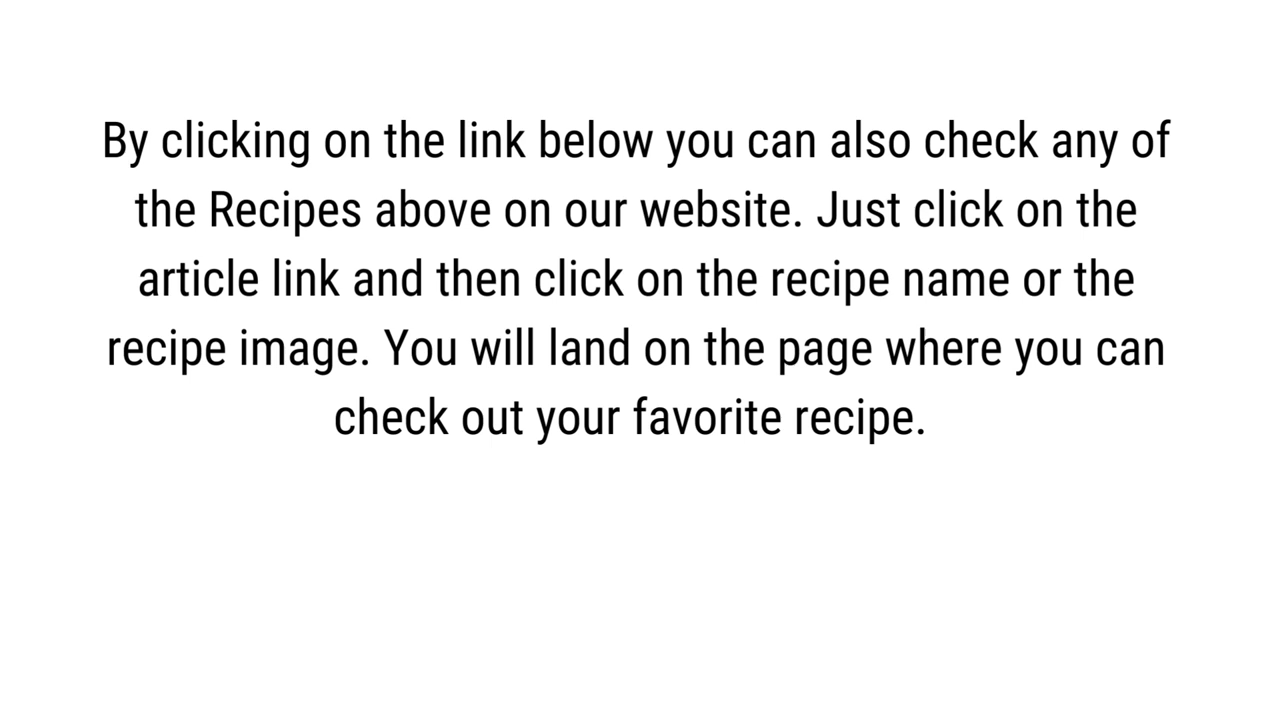 By clicking on the link below you can also check any of
the Recipes above on our website. Just click on the
article link and then click on the recipe name or the
recipe image. You will land on the page where you can
check out your favorite recipe.